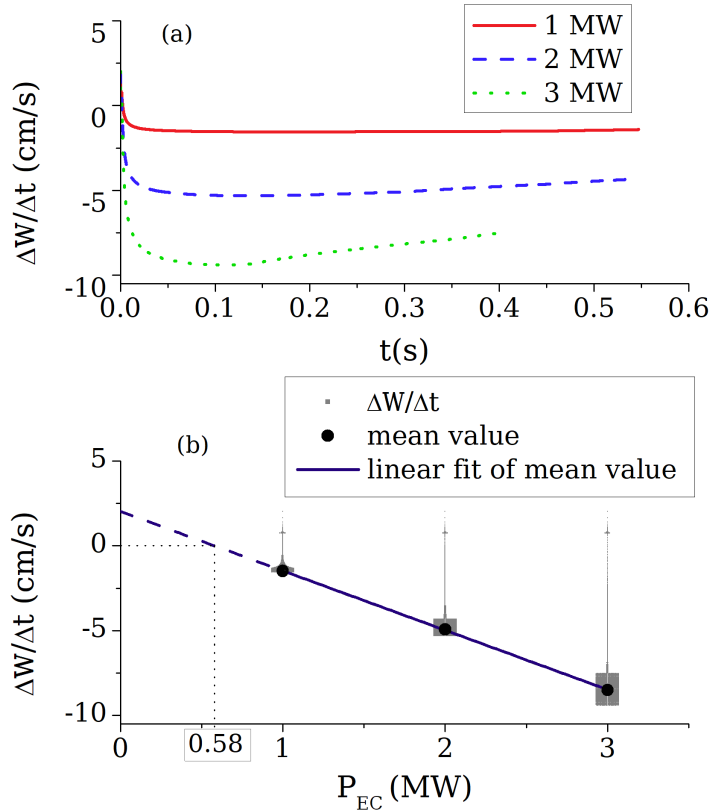 (a)
1 MW
2 MW
3 MW
ΔW/Δt (cm/s)
5
0
-5
-10
0.0 0.1 0.2 0.3 0.4 0.5 0.6
t(s)
(b)
ΔW/Δt
mean value
linear fit of mean value
ΔW/Δt (cm/s)
5
0
-5
-10
0 0.58 1 2 3
P_EC (MW)